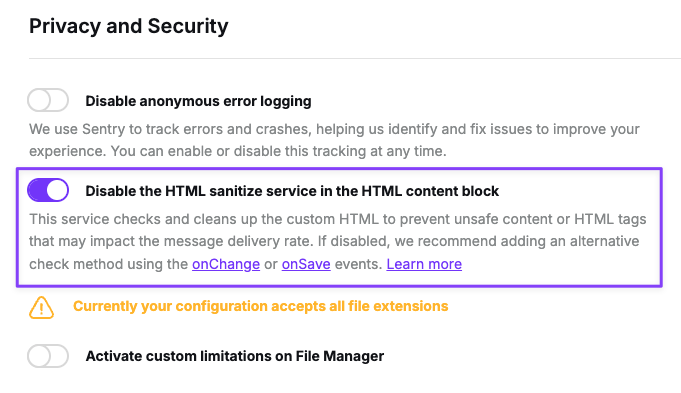 Privacy and Security
Disable anonymous error logging
We use Sentry to track errors and crashes, helping us identify and fix issues to improve your
experience. You can enable or disable this tracking at any time.
Disable the HTML sanitize service in the HTML content block
This service checks and cleans up the custom HTML to prevent unsafe content or HTML tags
that may impact the message delivery rate. If disabled, we recommend adding an alternative
check method using the onChange or onSave events. Learn more
Currently your configuration accepts all file extensions
Activate custom limitations on File Manager